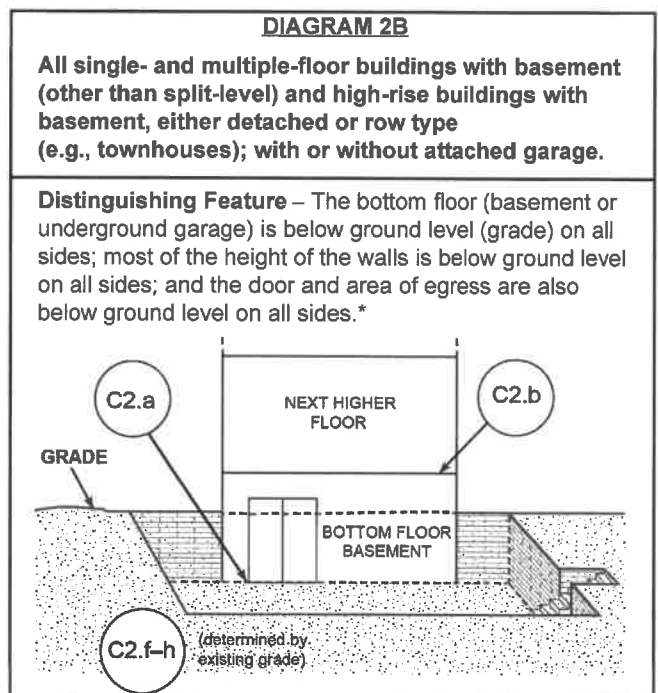 DIAGRAM 2B
All single- and multiple-floor buildings with basement
(other than split-level) and high-rise buildings with
basement, either detached or row type
(e.g., townhouses); with or without attached garage.
Distinguishing Feature – The bottom floor (basement or
underground garage) is below ground level (grade) on all
sides; most of the height of the walls is below ground level
on all sides; and the door and area of egress are also
below ground level on all sides.*
C2.a
NEXT HIGHER
FLOOR
C2.b
GRADE
BOTTOM FLOOR
BASEMENT
C2.f–h
(determined by
existing grade)